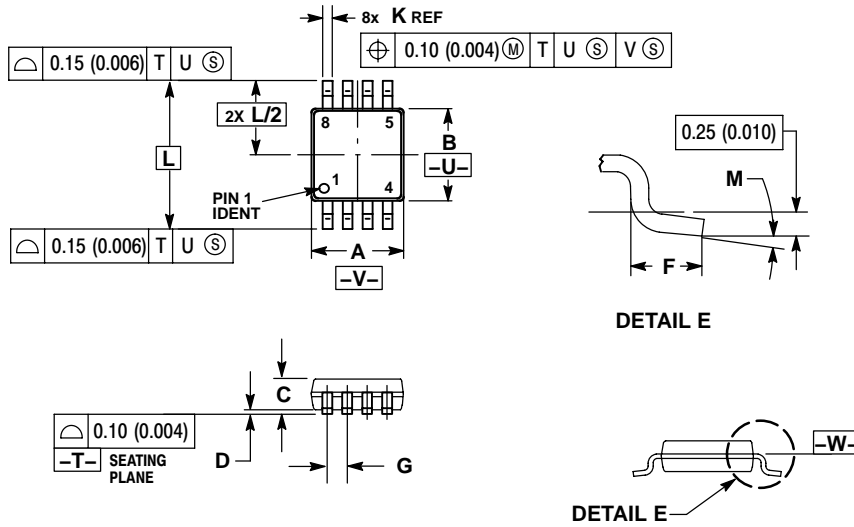 8x K REF
⌖ 0.10 (0.004) Ⓜ T U Ⓢ V Ⓢ
⌓ 0.15 (0.006) T U Ⓢ
2X L/2
8 5
B
–U–
L
0.25 (0.010)
M
PIN 1
IDENT
1
4
⌓ 0.15 (0.006) T U Ⓢ
A
–V–
F
DETAIL E
C
⌓ 0.10 (0.004)
–T– SEATING
PLANE
D
G
–W–
DETAIL E